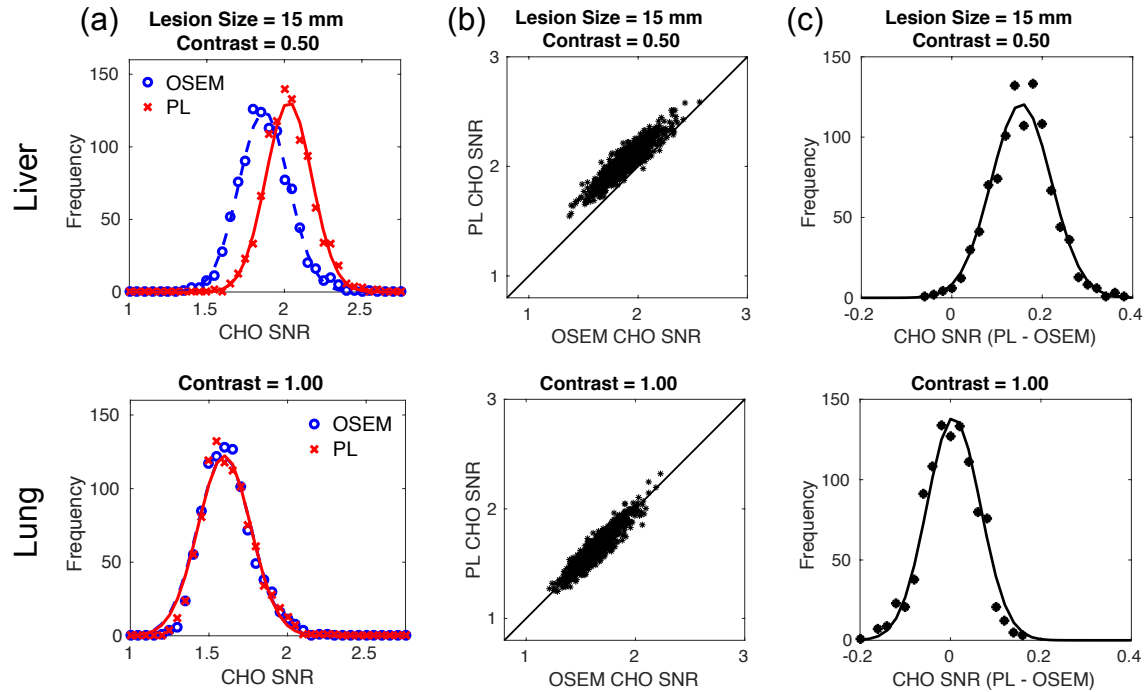 (a)
Lesion Size = 15 mm
Contrast = 0.50
Liver
Frequency
150
100
50
0
OSEM
PL
1
1.5
2
2.5
CHO SNR
(b)
Lesion Size = 15 mm
Contrast = 0.50
PL CHO SNR
3
2
1
1
2
3
OSEM CHO SNR
(c)
Lesion Size = 15 mm
Contrast = 0.50
Frequency
150
100
50
0
-0.2
0
0.2
0.4
CHO SNR (PL - OSEM)
Contrast = 1.00
Lung
Frequency
150
100
50
0
OSEM
PL
1
1.5
2
2.5
CHO SNR
Contrast = 1.00
PL CHO SNR
3
2
1
1
2
3
OSEM CHO SNR
Contrast = 1.00
Frequency
150
100
50
0
-0.2
0
0.2
0.4
CHO SNR (PL - OSEM)